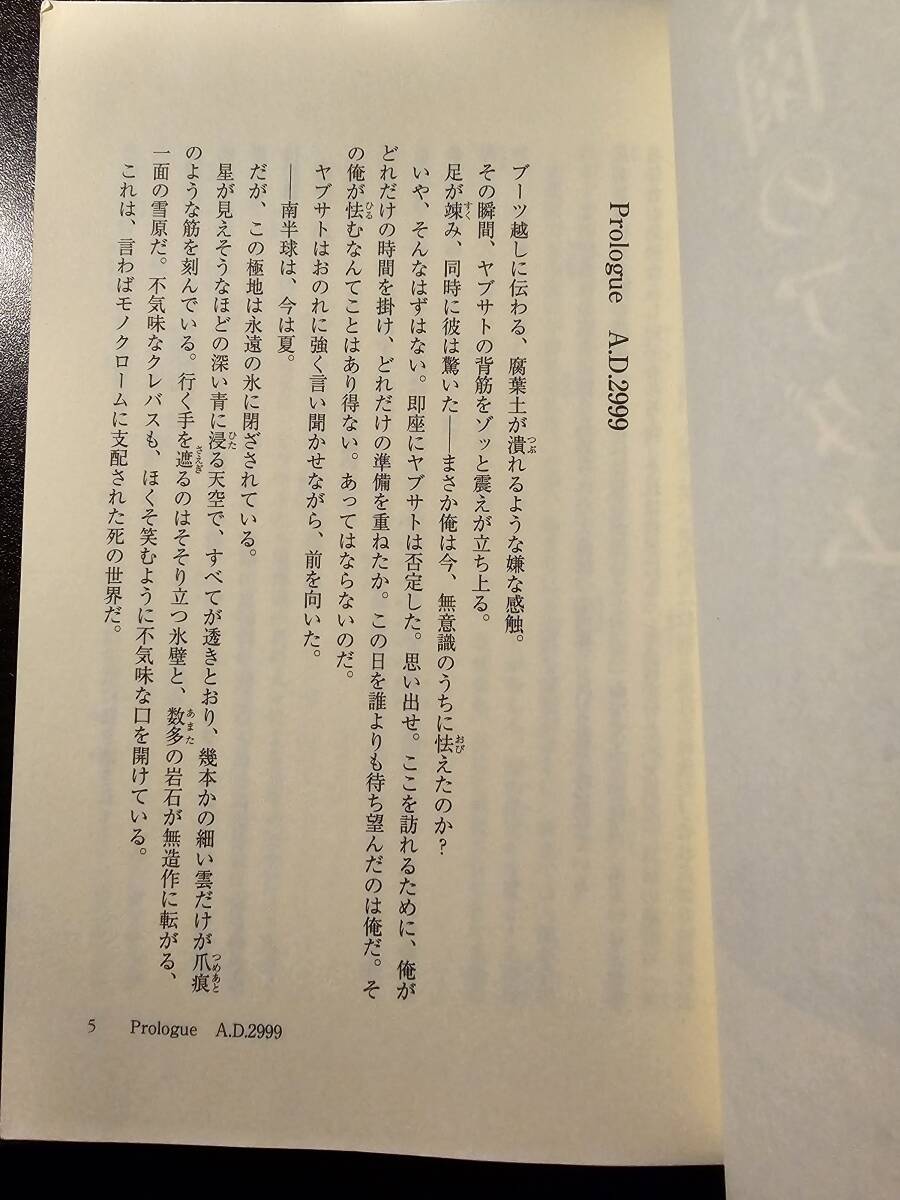 Prologue A.D.2999
ブーツ越しに伝わる、腐葉土が潰れるような嫌な感触。
その瞬間、ヤブサトの背筋をゾッと震えが立ち上る。
足が竦み、同時に彼は驚いた――まさか俺は今、無意識のうちに怯えたのか?
いや、そんなはずはない。即座にヤブサトは否定した。思い出せ。ここを訪れるために、俺が
どれだけの時間を掛け、どれだけの準備を重ねたか。この日を誰よりも待ち望んだのは俺だ。そ
の俺が怯むなんてことはあり得ない。あってはならないのだ。
ヤブサトはおのれに強く言い聞かせながら、前を向いた。
――南半球は、今は夏。
だが、この極地は永遠の氷に閉ざされている。
星が見えそうなほどの深い青に浸る天空で、すべてが透きとおり、幾本かの細い雲だけが爪痕
のような筋を刻んでいる。行く手を遮るのはそそり立つ氷壁と、数多の岩石が無造作に転がる、
一面の雪原だ。不気味なクレバスも、ほくそ笑むように不気味な口を開けている。
これは、言わばモノクロームに支配された死の世界だ。
5 Prologue A.D.2999